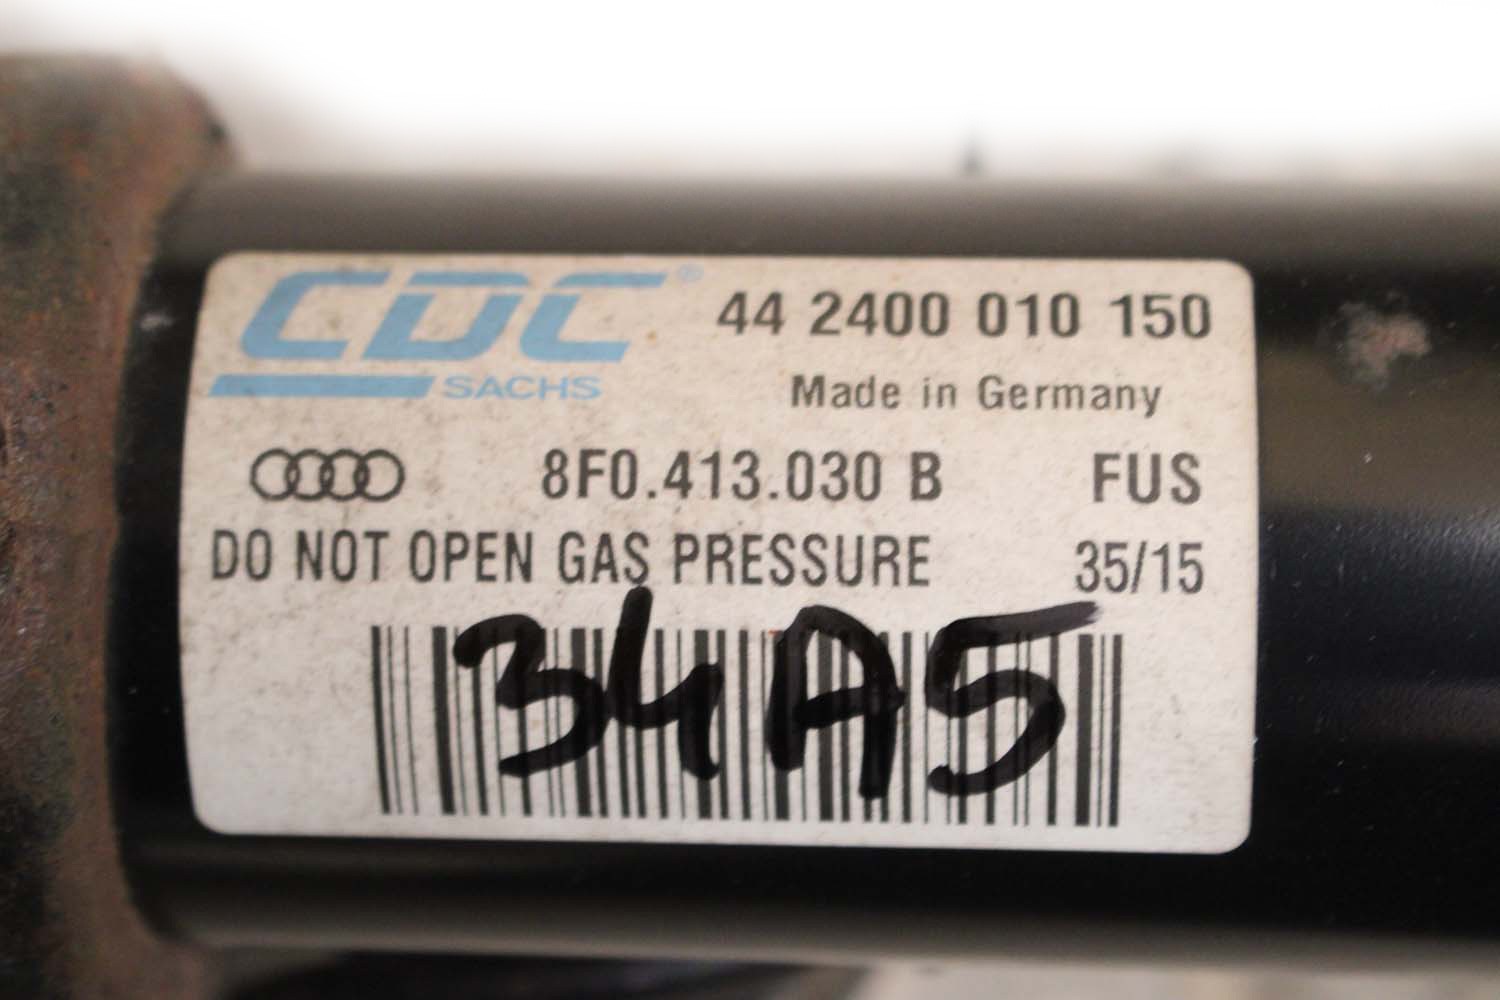 CDC® 44 2400 010 150
SACHS Made in Germany
8F0.413.030 B FUS
DO NOT OPEN GAS PRESSURE 35/15
34A5